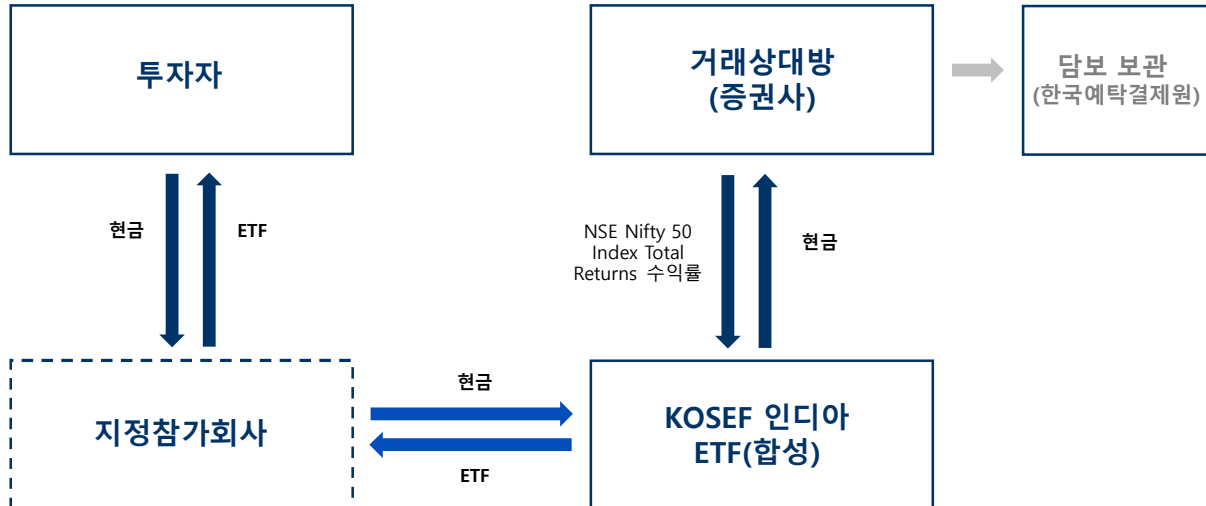 투자자
거래상대방
(증권사)
담보 보관
(한국예탁결제원)
현금
ETF
NSE Nifty 50
Index Total
Returns 수익률
현금
지정참가회사
현금
ETF
KOSEF 인디아
ETF(합성)